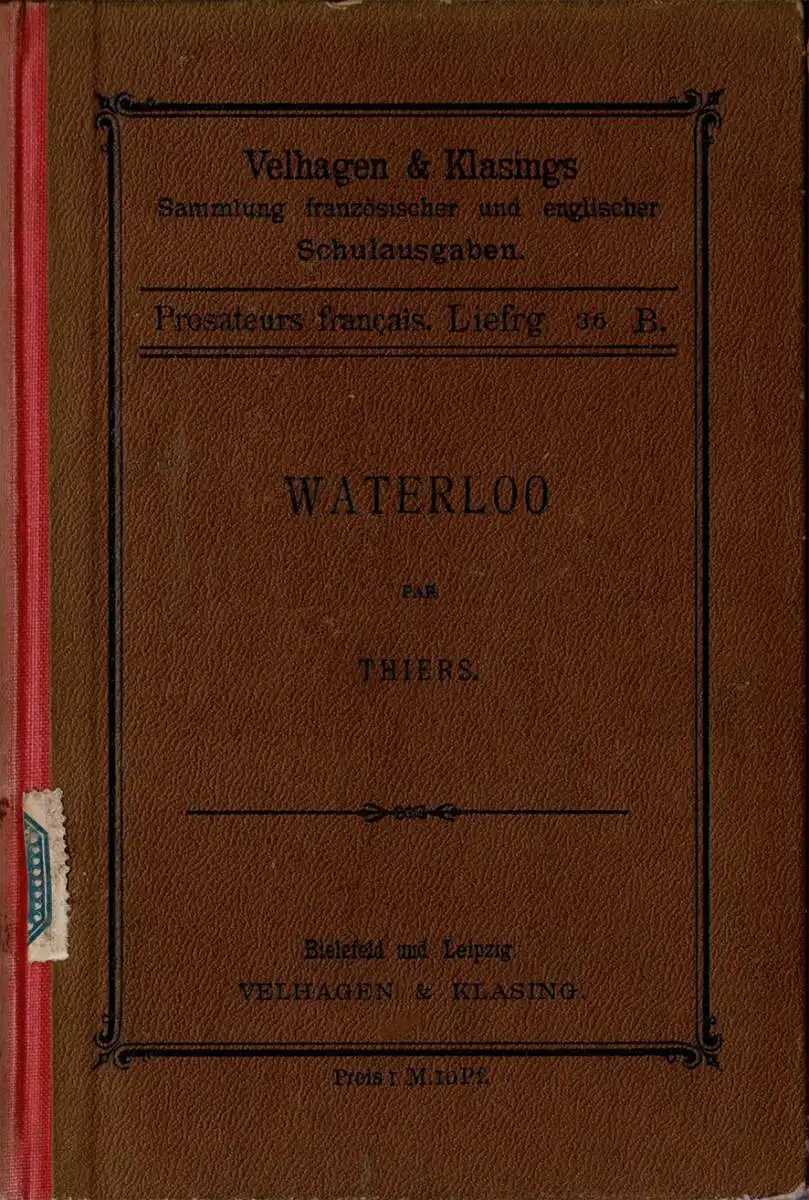 Velhagen & Klasings
Sammlung französischer und englischer
Schulausgaben.
Prosateurs français. Liefrg 36 B.
WATERLOO
PAR
THIERS.
Bielefeld und Leipzig
VELHAGEN & KLASING.
Preis 1 M. 10 Pf.